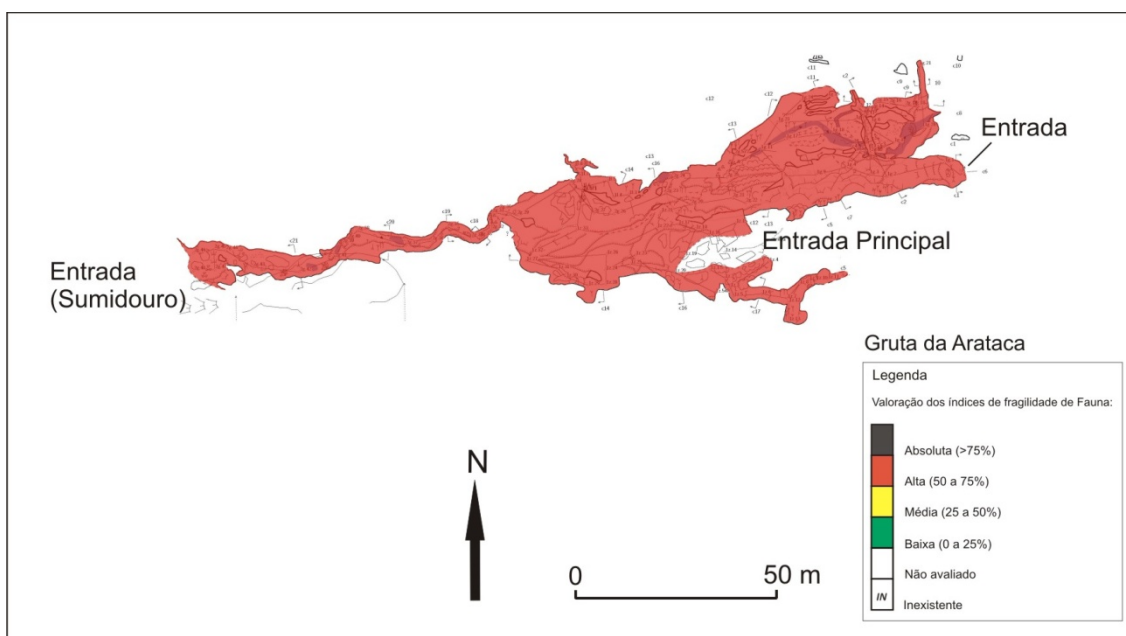 Entrada
Entrada Principal
Entrada
(Sumidouro)
Gruta da Arataca
Legenda
Valoração dos índices de fragilidade de Fauna:
Absoluta (>75%)
Alta (50 a 75%)
Média (25 a 50%)
Baixa (0 a 25%)
Não avaliado
IN Inexistente
N
0 50 m